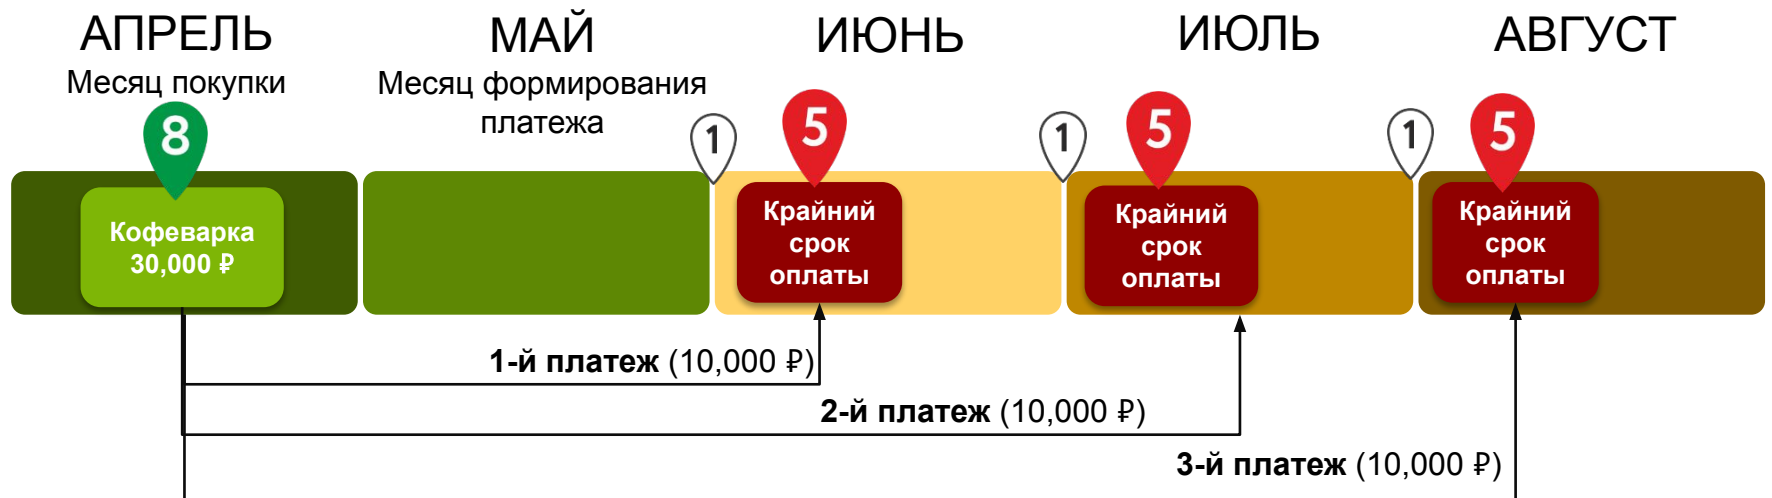 АПРЕЛЬ
Месяц покупки
МАЙ
Месяц формирования
платежа
ИЮНЬ
ИЮЛЬ
АВГУСТ
8
1
5
1
5
1
5
Кофеварка
30,000 ₽
Крайний
срок
оплаты
Крайний
срок
оплаты
Крайний
срок
оплаты
1-й платеж (10,000 ₽)
2-й платеж (10,000 ₽)
3-й платеж (10,000 ₽)